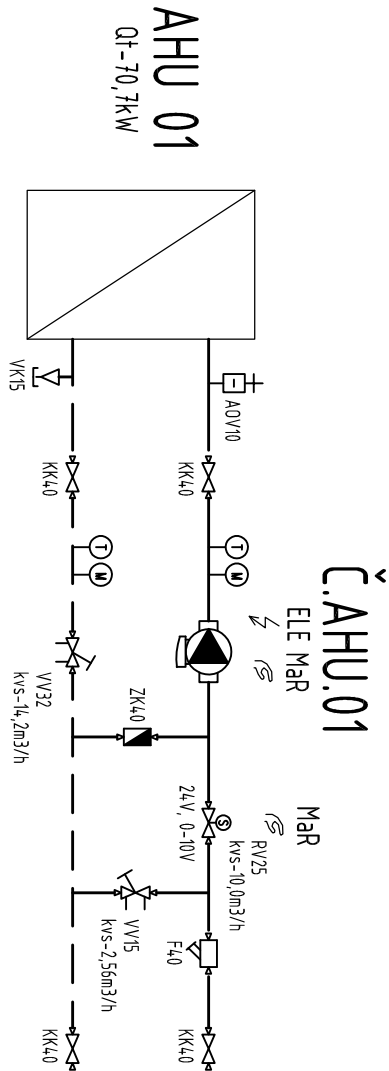 AHU 01
Qt-70,7kW
Č.AHU.01
ELE MaR
MaR
AOV10
KK40
T
M
24V, 0-10V
S
RV25
kvs-10,0m3/h
F40
KK40
VK15
KK40
T
M
VV32
kvs-14,2m3/h
ZK40
VV15
kvs-2,56m3/h
KK40